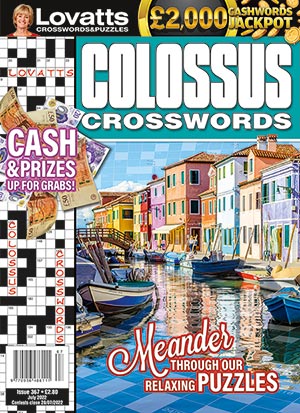 Lovatts
CROSSWORDS&PUZZLES
£2,000
CASHWORDS
JACKPOT
COLOSSUS
CROSSWORDS
LOVATTS
CASH
&PRIZES
UP FOR GRABS!
COLOSSUS
CROSSWORDS
Meander
THROUGH OUR
RELAXING PUZZLES
Issue 367 • £2.80
July 2022